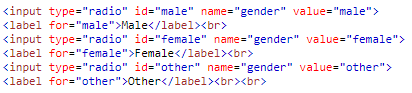 <input type="radio" id="male" name="gender" value="male">
<label for="male">Male</label><br>
<input type="radio" id="female" name="gender" value="female">
<label for="female">Female</label><br>
<input type="radio" id="other" name="gender" value="other">
<label for="other">Other</label><br><br>